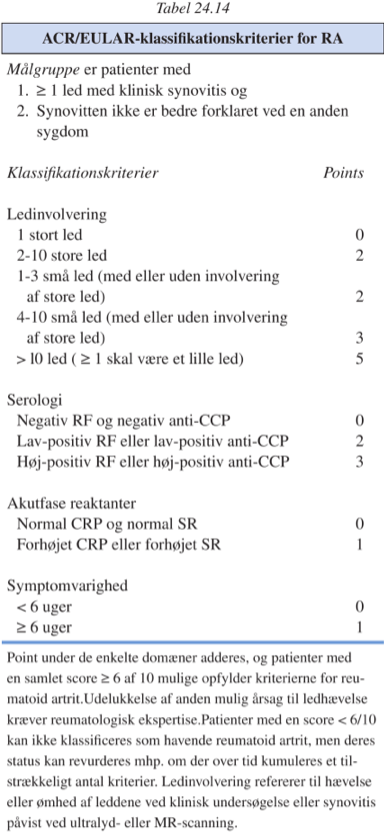 Tabel 24.14
ACR/EULAR-klassifikationskriterier for RA
Målgruppe er patienter med
1. ≥ 1 led med klinisk synovitis og
2. Synovitten ikke er bedre forklaret ved en anden
sygdom
Klassifikationskriterier Points
Ledinvolvering
1 stort led 0
2-10 store led 2
1-3 små led (med eller uden involvering
af store led) 2
4-10 små led (med eller uden involvering
af store led) 3
> 10 led ( ≥ 1 skal være et lille led) 5
Serologi
Negativ RF og negativ anti-CCP 0
Lav-positiv RF eller lav-positiv anti-CCP 2
Høj-positiv RF eller høj-positiv anti-CCP 3
Akutfase reaktanter
Normal CRP og normal SR 0
Forhøjet CRP eller forhøjet SR 1
Symptomvarighed
< 6 uger 0
≥ 6 uger 1
Point under de enkelte domæner adderes, og patienter med
en samlet score ≥ 6 af 10 mulige opfylder kriterierne for reu-
matoid artrit.Udelukkelse af anden mulig årsag til ledhævelse
kræver reumatologisk ekspertise.Patienter med en score < 6/10
kan ikke klassificeres som havende reumatoid artrit, men deres
status kan revurderes mhp. om der over tid kumuleres et til-
strækkeligt antal kriterier. Ledinvolvering refererer til hævelse
eller ømhed af leddene ved klinisk undersøgelse eller synovitis
påvist ved ultralyd- eller MR-scanning.